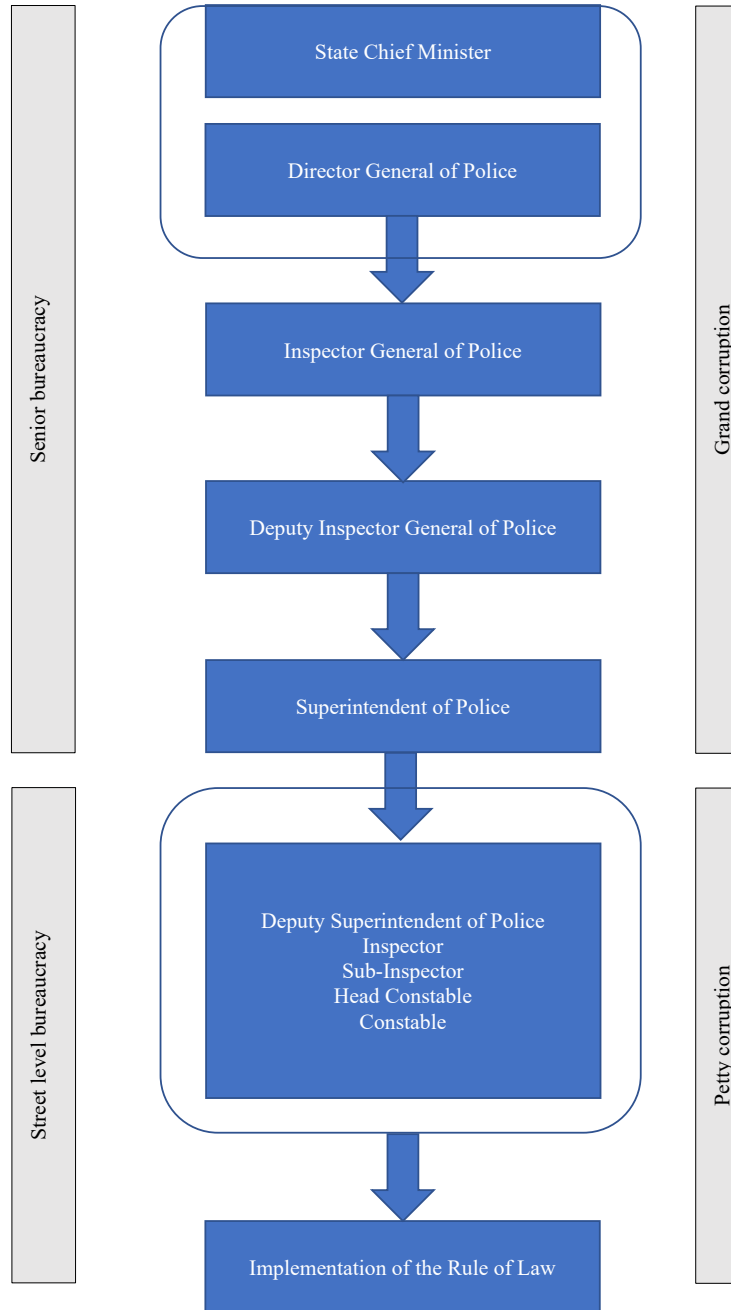 State Chief Minister
Director General of Police
Inspector General of Police
Deputy Inspector General of Police
Superintendent of Police
Deputy Superintendent of Police
Inspector
Sub-Inspector
Head Constable
Constable
Implementation of the Rule of Law
Senior bureaucracy
Street level bureaucracy
Grand corruption
Petty corruption